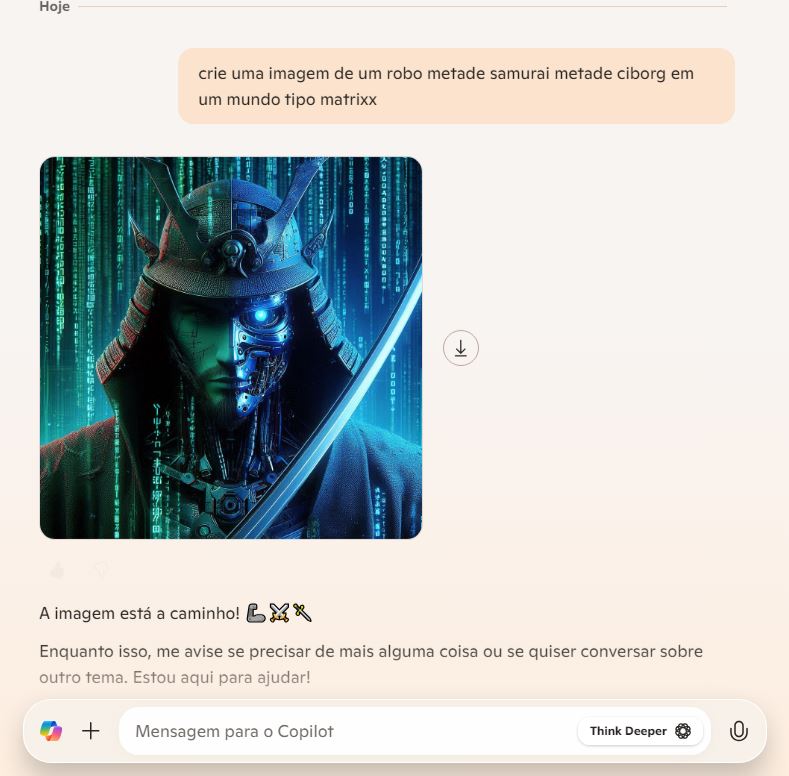 Hoje
crie uma imagem de um robo metade samurai metade ciborg em
um mundo tipo matrixx
A imagem está a caminho! 🦾⚔️🗡️
Enquanto isso, me avise se precisar de mais alguma coisa ou se quiser conversar sobre
outro tema. Estou aqui para ajudar!
Mensagem para o Copilot
Think Deeper